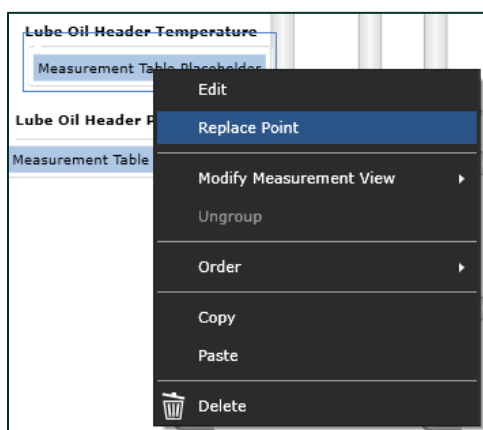 Lube Oil Header Temperature
Measurement Table Placeholder
Edit
Replace Point
Lube Oil Header P
Measurement Table
Modify Measurement View
Ungroup
Order
Copy
Paste
Delete